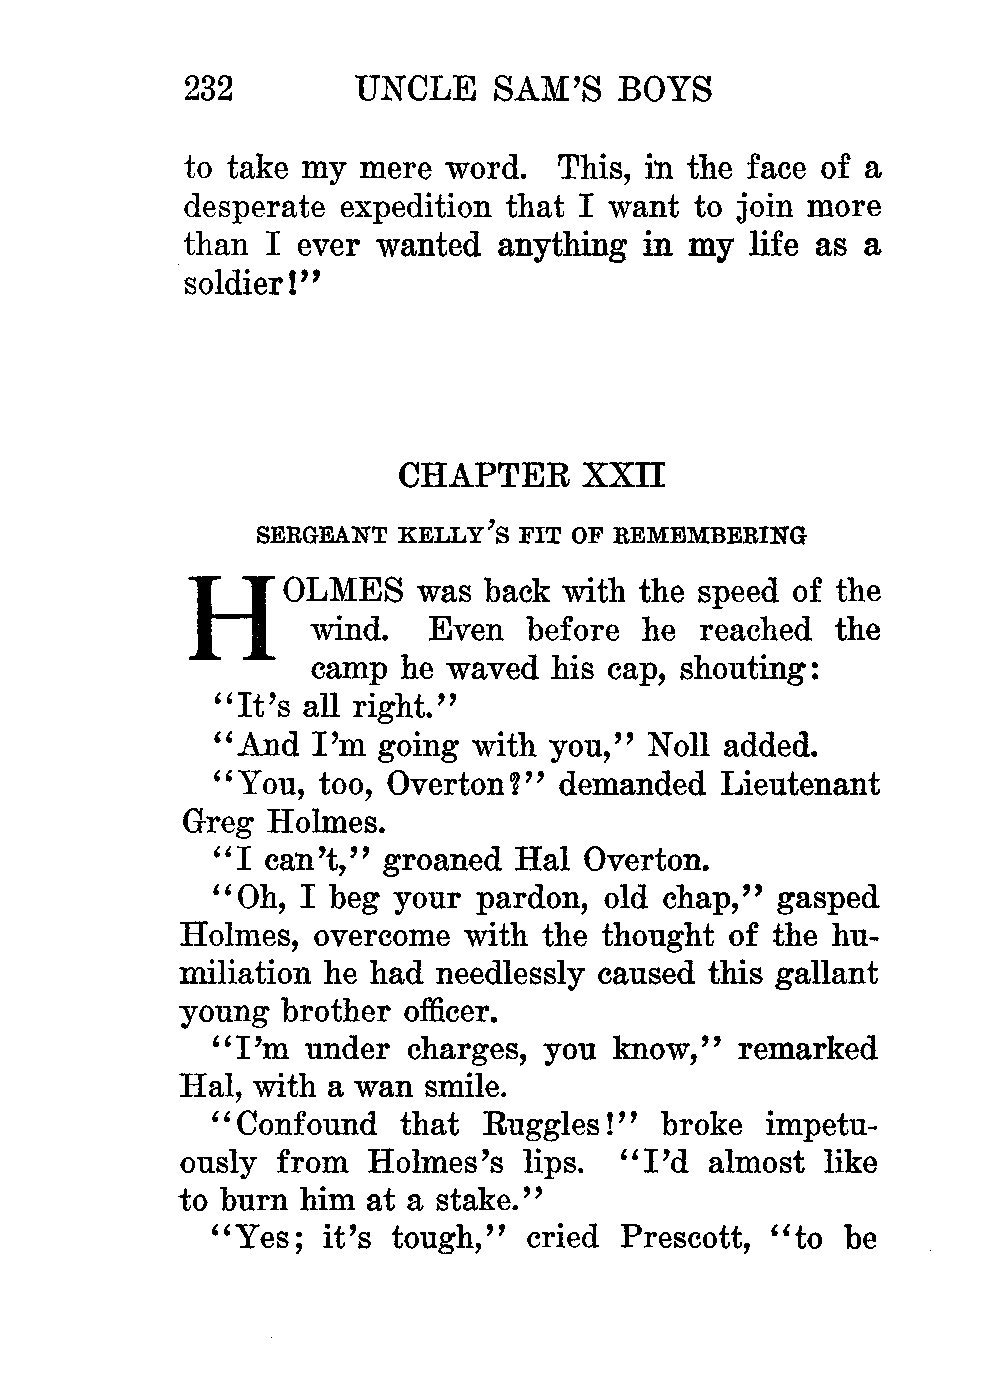 232 UNCLE SAM'S BOYS
to take my mere word. This, in the face of a
desperate expedition that I want to join more
than I ever wanted anything in my life as a
soldier!”
CHAPTER XXII
SERGEANT KELLY'S FIT OF REMEMBERING
HOLMES was back with the speed of the
wind. Even before he reached the
camp he waved his cap, shouting:
“It's all right.”
“And I'm going with you,” Noll added.
“You, too, Overton?” demanded Lieutenant
Greg Holmes.
“I can't,” groaned Hal Overton.
“Oh, I beg your pardon, old chap,” gasped
Holmes, overcome with the thought of the hu-
miliation he had needlessly caused this gallant
young brother officer.
“I'm under charges, you know,” remarked
Hal, with a wan smile.
“Confound that Ruggles!” broke impetu-
ously from Holmes's lips. “I'd almost like
to burn him at a stake.”
“Yes; it's tough,” cried Prescott, “to be